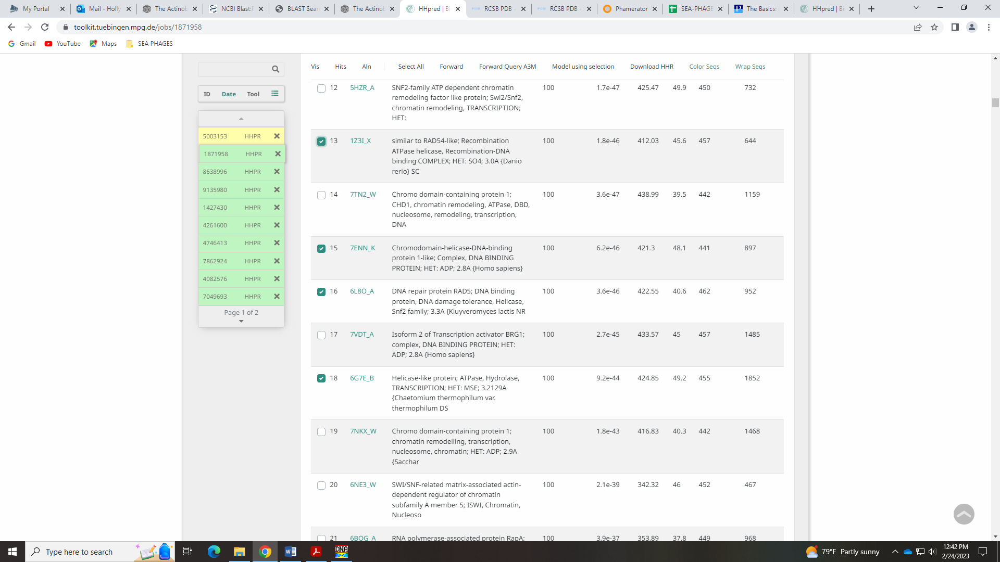 My Portal
Mail - Holly
The Actinob
NCBI BlastP
BLAST Sear
The Actinob
HHpred | Bi
RCSB PDB -
RCSB PDB -
Phamerator
SEA-PHAGE
The Basics:
HHpred | Bi
toolkit.tuebingen.mpg.de/jobs/1871958
Gmail
YouTube
Maps
SEA PHAGES
Vis Hits Aln Select All Forward Forward Query A3M Model using selection Download HHR Color Seqs Wrap Seqs
ID Date Tool
5003153 HHPR
1871958 HHPR
8638996 HHPR
9135980 HHPR
1427430 HHPR
4261600 HHPR
4746413 HHPR
7862924 HHPR
4082576 HHPR
7049693 HHPR
Page 1 of 2
12 5HZR_A SNF2-family ATP dependent chromatin 100 1.7e-47 425.47 49.9 450 732
remodeling factor like protein; Swi2/Snf2,
chromatin remodeling, TRANSCRIPTION;
HET:
13 1Z3I_X similar to RAD54-like; Recombination 100 1.8e-46 412.03 45.6 457 644
ATPase helicase, Recombination-DNA
binding COMPLEX; HET: SO4; 3.0A {Danio
rerio} SC
14 7TN2_W Chromo domain-containing protein 1; 100 3.6e-47 438.99 39.5 442 1159
CHD1, chromatin remodeling, ATPase, DBD,
nucleosome, remodeling, transcription,
DNA
15 7ENN_K Chromodomain-helicase-DNA-binding 100 6.2e-46 421.3 48.1 441 897
protein 1-like; Complex, DNA BINDING
PROTEIN; HET: ADP; 2.8A {Homo sapiens}
16 6L8O_A DNA repair protein RAD5; DNA binding 100 3.6e-46 422.55 40.6 462 952
protein, DNA damage tolerance, Helicase,
Snf2 family; 3.3A {Kluyveromyces lactis NR
17 7VDT_A Isoform 2 of Transcription activator BRG1; 100 2.7e-45 433.57 45 457 1485
complex, DNA BINDING PROTEIN; HET:
ADP; 2.8A {Homo sapiens}
18 6G7E_B Helicase-like protein; ATPase, Hydrolase, 100 9.2e-44 424.85 49.2 455 1852
TRANSCRIPTION; HET: MSE; 3.2129A
{Chaetomium thermophilum var.
thermophilum DS
19 7NKX_W Chromo domain-containing protein 1; 100 1.8e-43 416.83 40.3 442 1468
chromatin remodelling, transcription,
nucleosome, chromatin; HET: ADP; 2.9A
{Sacchar
20 6NE3_W SWI/SNF-related matrix-associated actin- 100 2.1e-39 342.32 46 452 467
dependent regulator of chromatin
subfamily A member 5; ISWI, Chromatin,
Nucleoso
21 6BOG_A RNA polymerase-associated protein RapA; 100 3.9e-37 353.89 37.8 449 968
Type here to search
DNA
79°F Partly sunny
12:42 PM
2/24/2023